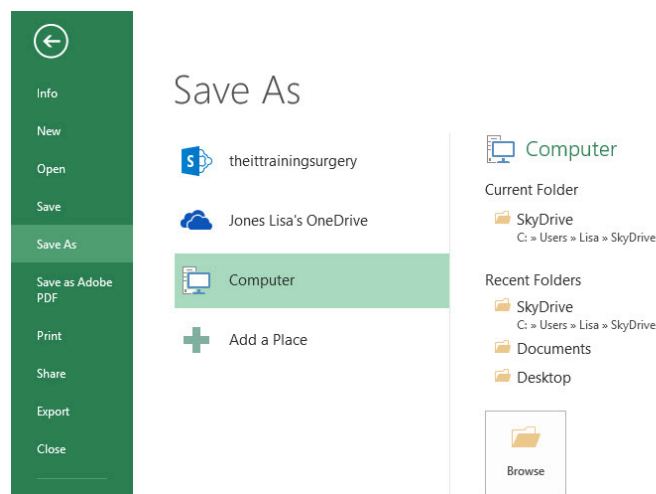 Info
New
Open
Save
Save As
Save as Adobe
PDF
Print
Share
Export
Close
Save As
theittrainingsurgery
Jones Lisa's OneDrive
Computer
Add a Place
Computer
Current Folder
SkyDrive
C: » Users » Lisa » SkyDrive
Recent Folders
SkyDrive
C: » Users » Lisa » SkyDrive
Documents
Desktop
Browse